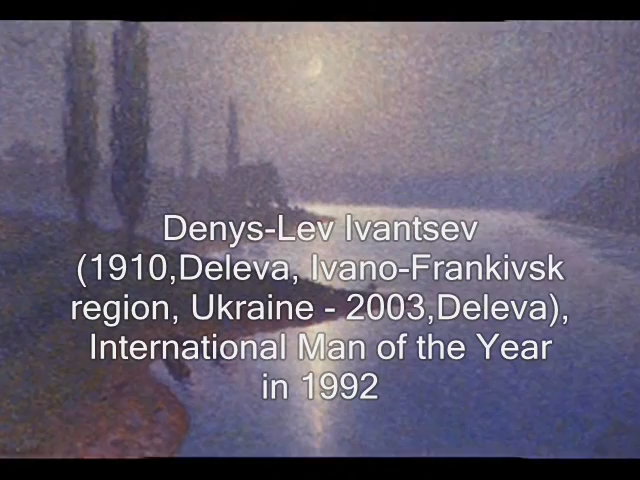 Denys-Lev Ivantsev
(1910,Deleva, Ivano-Frankivsk
region, Ukraine - 2003,Deleva),
International Man of the Year
in 1992